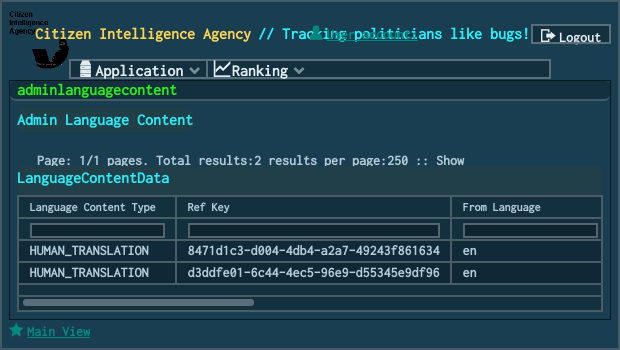 Citizen
Intelligence
Agency
Citizen Intelligence Agency // Tracking politicians like bugs!
Logout
Application
Ranking
adminlanguagecontent
Admin Language Content
Page: 1/1 pages. Total results:2 results per page:250 :: Show
LanguageContentData
Language Content Type Ref Key From Language
HUMAN_TRANSLATION 8471d1c3-d004-4db4-a2a7-49243f861634 en
HUMAN_TRANSLATION d3ddfe01-6c44-4ec5-96e9-d55345e9df96 en
Main View